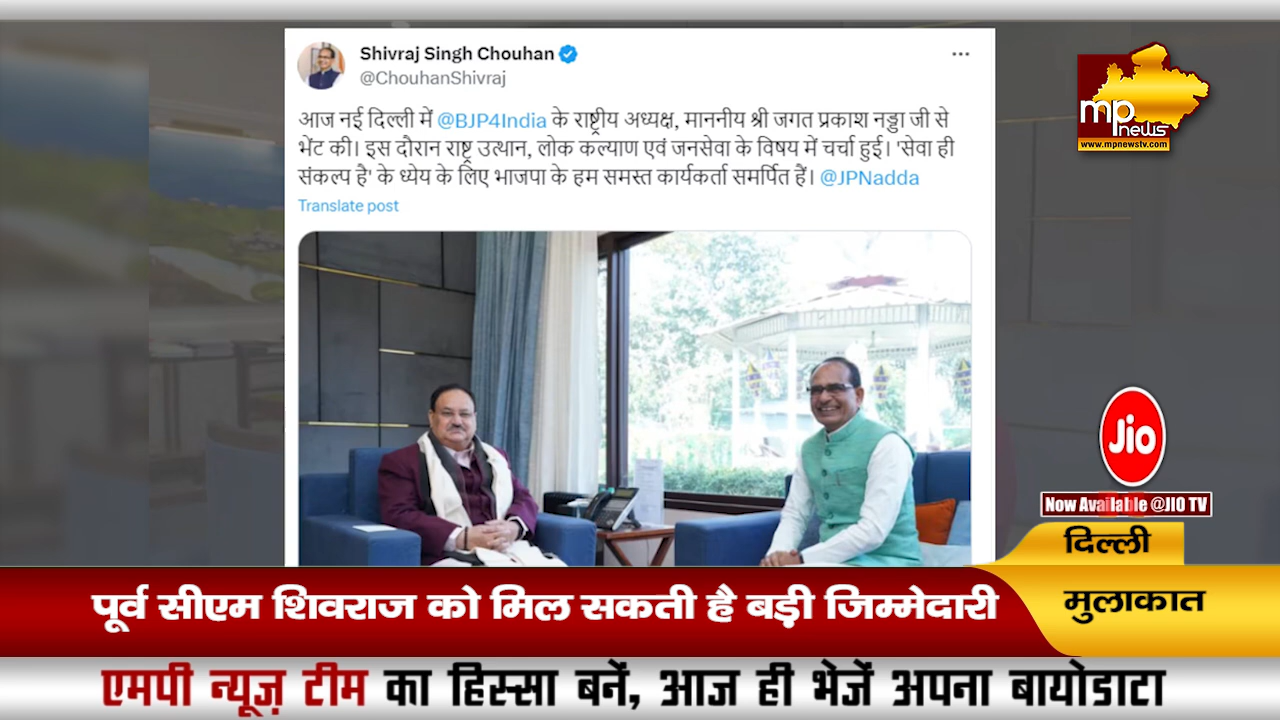 Shivraj Singh Chouhan
@ChouhanShivraj
आज नई दिल्ली में @BJP4India के राष्ट्रीय अध्यक्ष, माननीय श्री जगत प्रकाश नड्डा जी से
भेंट की। इस दौरान राष्ट्र उत्थान, लोक कल्याण एवं जनसेवा के विषय में चर्चा हुई। 'सेवा ही
संकल्प है' के ध्येय के लिए भाजपा के हम समस्त कार्यकर्ता समर्पित हैं। @JPNadda
Translate post
mp
news
www.mpnewstv.com
Jio
Now Available @JIO TV
दिल्ली
पूर्व सीएम शिवराज को मिल सकती है बड़ी जिम्मेदारी
मुलाकात
एमपी न्यूज़ टीम का हिस्सा बनें, आज ही भेजें अपना बायोडाटा